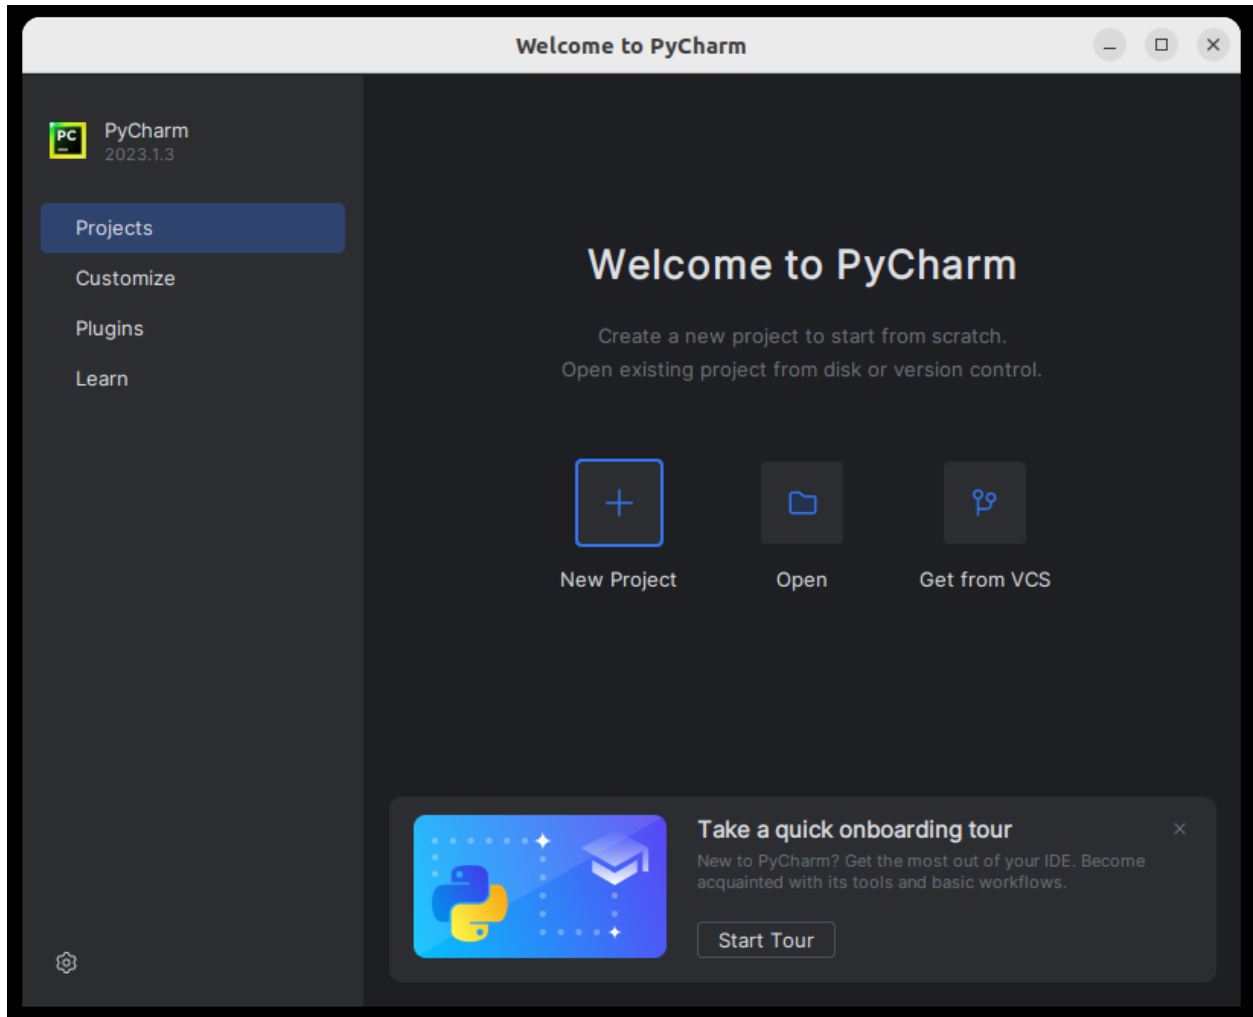 Welcome to PyCharm
PC
PyCharm
2023.1.3
Projects
Customize
Plugins
Learn
Welcome to PyCharm
Create a new project to start from scratch.
Open existing project from disk or version control.
New Project
Open
Get from VCS
Take a quick onboarding tour
New to PyCharm? Get the most out of your IDE. Become
acquainted with its tools and basic workflows.
Start Tour